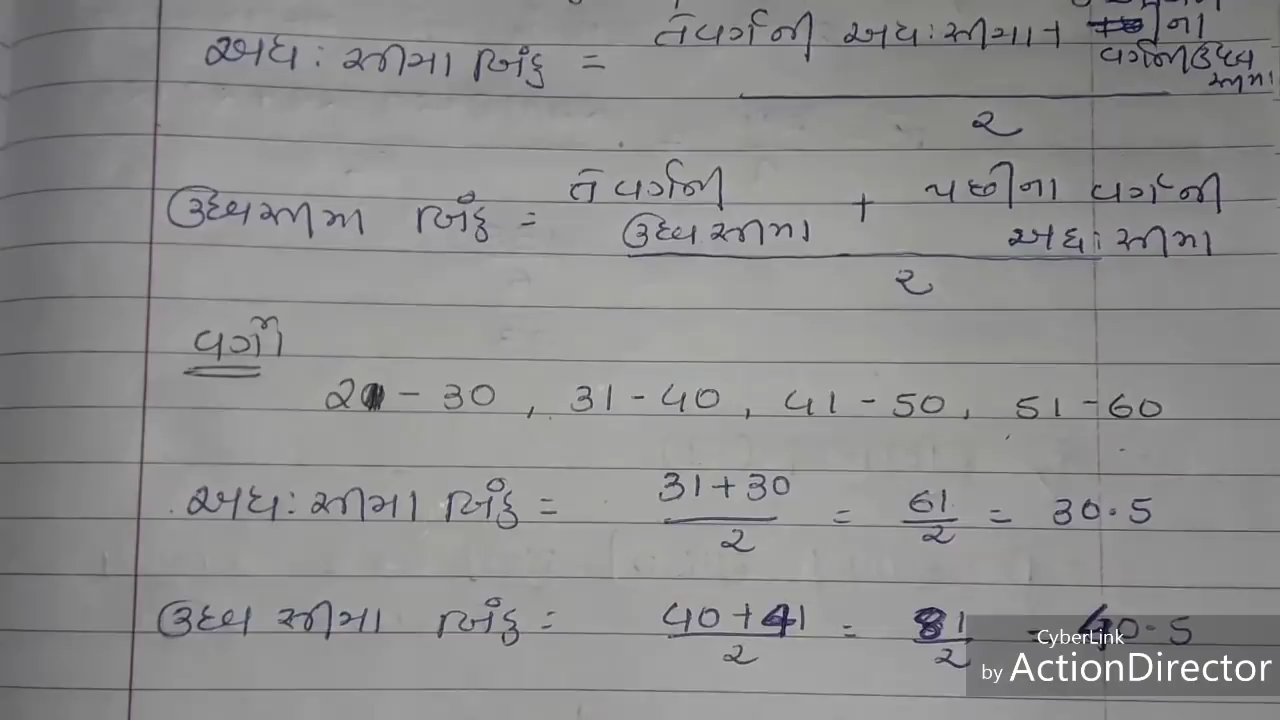 તે વર્ગની અધ:સીમા + ના
વર્ગની ઉર્ધ્વ
સીમા
અધ: સીમા બિંદુ =
૨
તે વર્ગની + પછીના વર્ગની
ઉર્ધ્વસીમા બિંદુ = ઉર્ધ્વ સીમા અધ: સીમા
૨
વર્ગો
20 - 30 , 31 - 40 , 41 - 50 , 51 - 60
અધ: સીમા બિંદુ = 31 + 30 / 2 = 61 / 2 = 30.5
ઉર્ધ્વ સીમા બિંદુ = 40 + 41 / 2 = 81 / 2 = 40.5
CyberLink
by ActionDirector